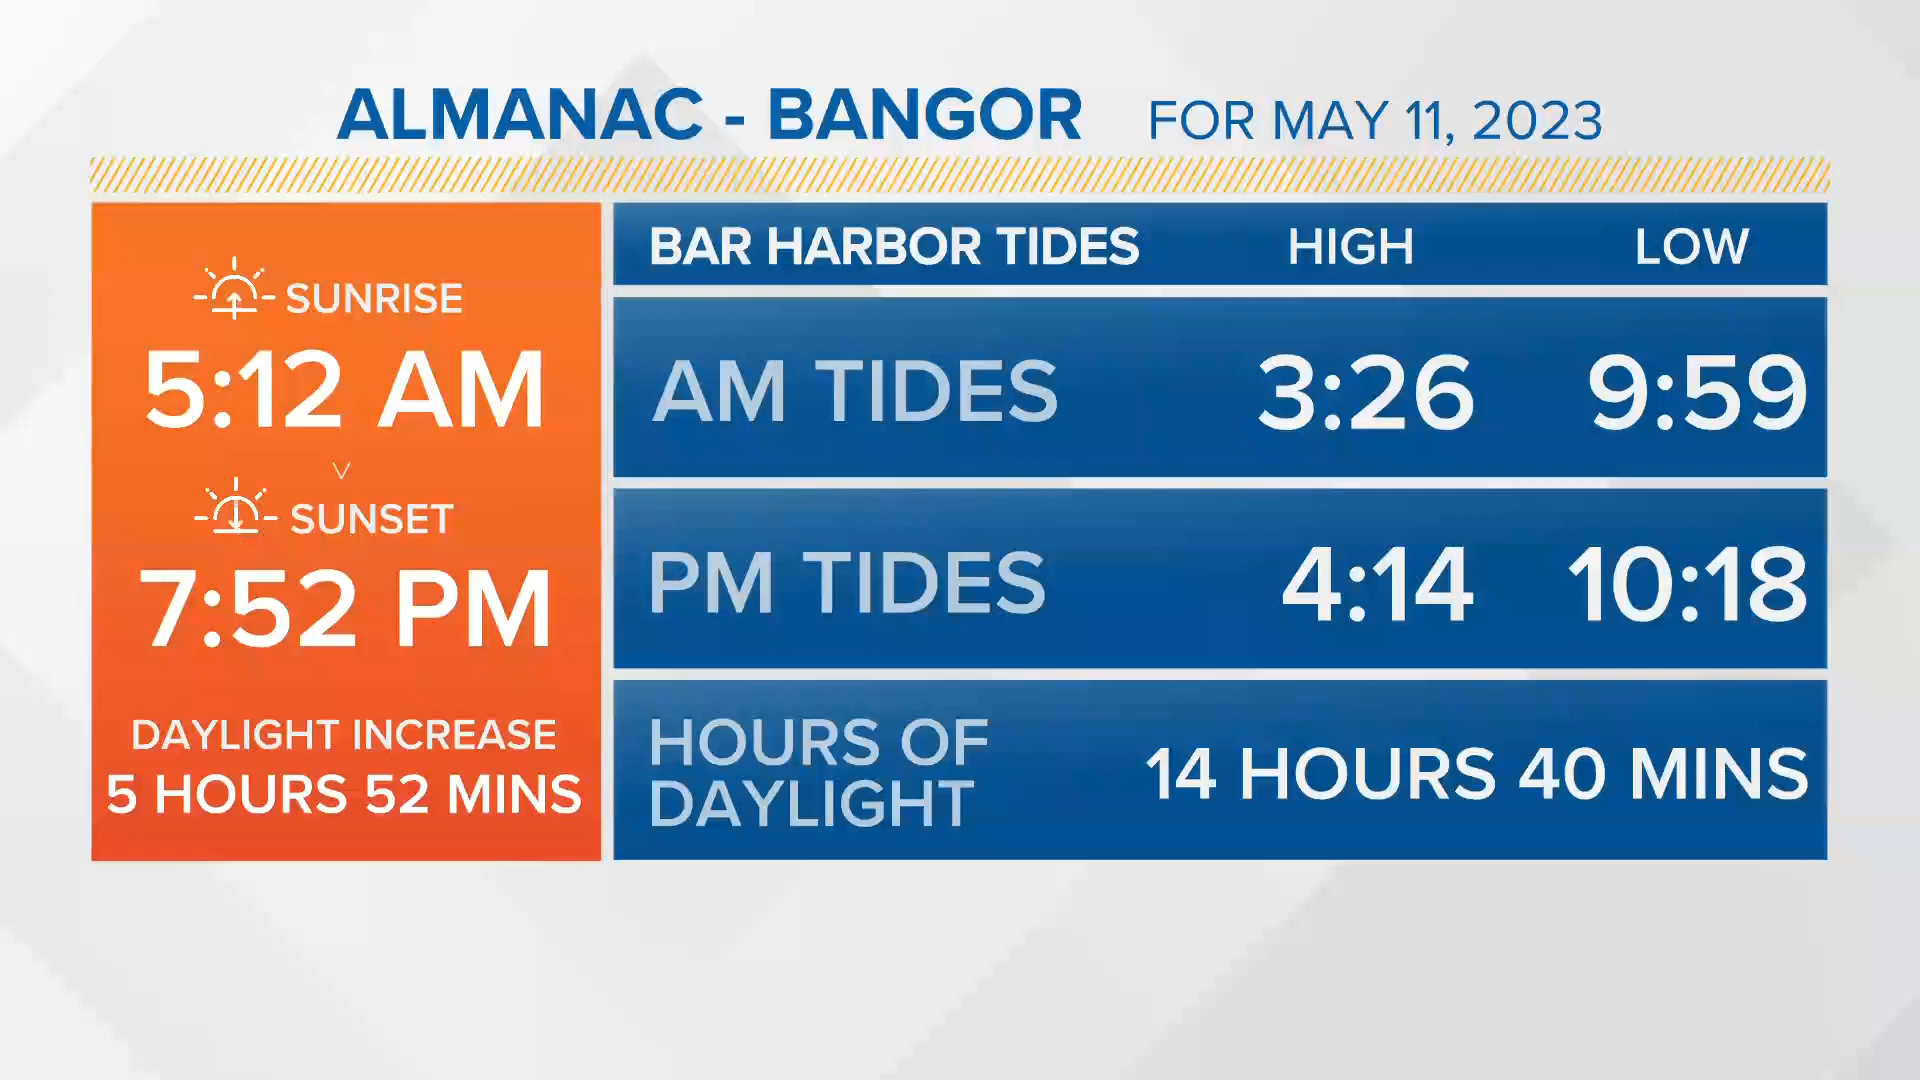 ALMANAC - BANGOR FOR MAY 11, 2023
SUNRISE
5:12 AM
SUNSET
7:52 PM
DAYLIGHT INCREASE
5 HOURS 52 MINS
BAR HARBOR TIDES HIGH LOW
AM TIDES 3:26 9:59
PM TIDES 4:14 10:18
HOURS OF
DAYLIGHT
14 HOURS 40 MINS